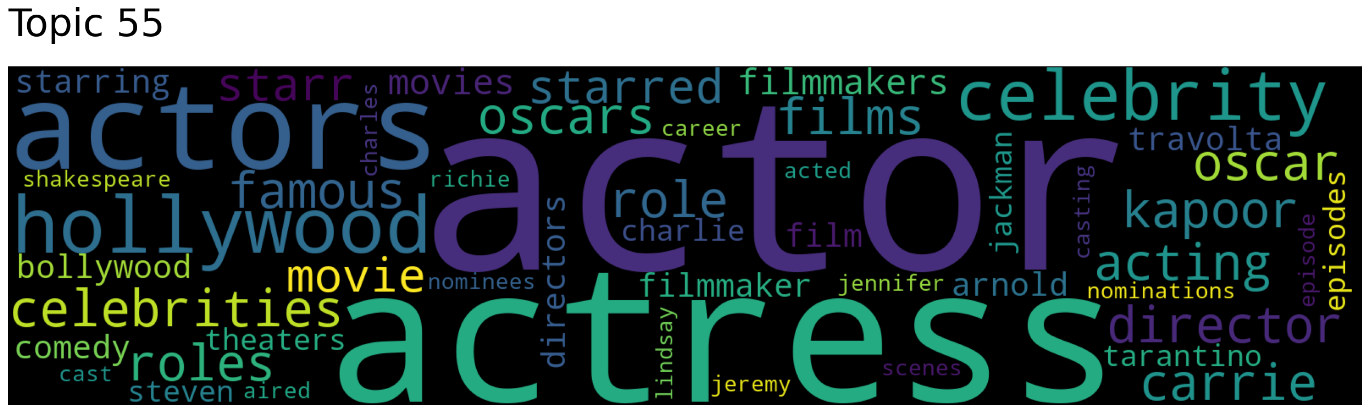 Topic 55
starring
starr
movies
starred
filmmakers
celebrity
actors
charles
oscars
career
films
travolta
shakespeare
famous
richie
actor
acted
jackman
oscar
hollywood
role
charlie
film
casting
kapoor
episodes
bollywood
movie
nominees
directors
filmmaker
jennifer
arnold
acting
nominations
episode
celebrities
theaters
actress
director
comedy
roles
lindsay
scenes
tarantino
cast
steven
aired
jeremy
carrie